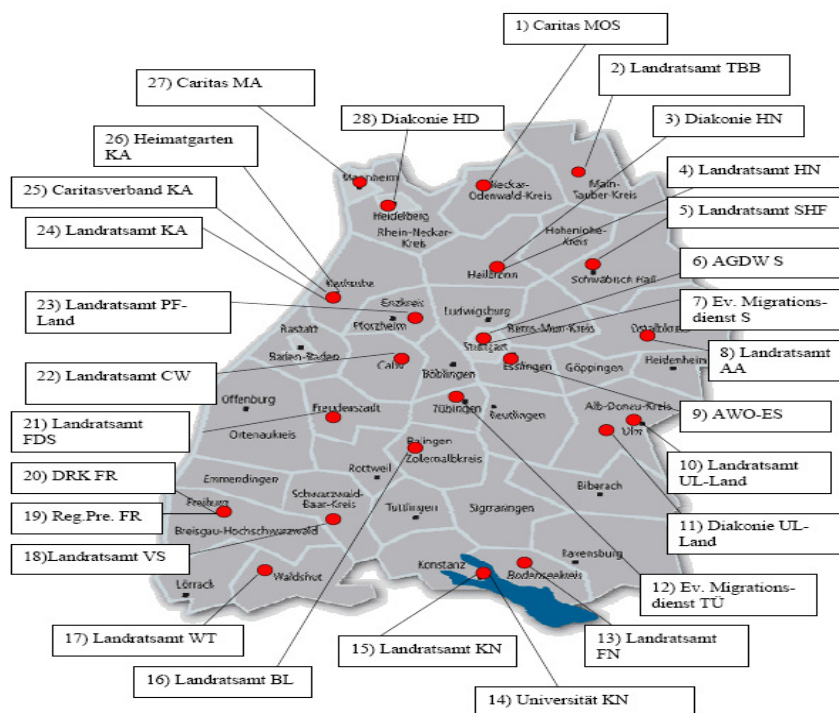 1) Caritas MOS
27) Caritas MA
2) Landratsamt TBB
28) Diakonie HD
3) Diakonie HN
26) Heimatgarten
KA
4) Landratsamt HN
25) Caritasverband KA
5) Landratsamt SHF
24) Landratsamt KA
6) AGDW S
23) Landratsamt PF-
Land
7) Ev. Migrations-
dienst S
8) Landratsamt
AA
22) Landratsamt CW
9) AWO-ES
21) Landratsamt
FDS
10) Landratsamt
UL-Land
20) DRK FR
19) Reg.Pre. FR
11) Diakonie UL-
Land
18)Landratsamt VS
12) Ev. Migrations-
dienst TÜ
17) Landratsamt WT
15) Landratsamt KN
13) Landratsamt
FN
16) Landratsamt BL
14) Universität KN
Mannheim
Neckar-
Odenwald-Kreis
Main-
Tauber-Kreis
Heidelberg
Rhein-Neckar-
Kreis
Hohenlohe-
Kreis
Heilbronn
Schwäbisch Hall
Karlsruhe
Enzkreis
Ludwigsburg
Pforzheim
Rems-Murr-Kreis
Ostalbkreis
Rastatt
Stuttgart
Baden-Baden
Calw
Böblingen
Esslingen
Göppingen
Heidenheim
Offenburg
Freudenstadt
Tübingen
Reutlingen
Alb-Donau-Kreis
Ulm
Ortenaukreis
Balingen
Zollernalbkreis
Rottweil
Emmendingen
Biberach
Freiburg
Schwarzwald-
Baar-Kreis
Tuttlingen
Sigmaringen
Breisgau-Hochschwarzwald
Ravensburg
Konstanz
Bodenseekreis
Waldshut
Lörrach